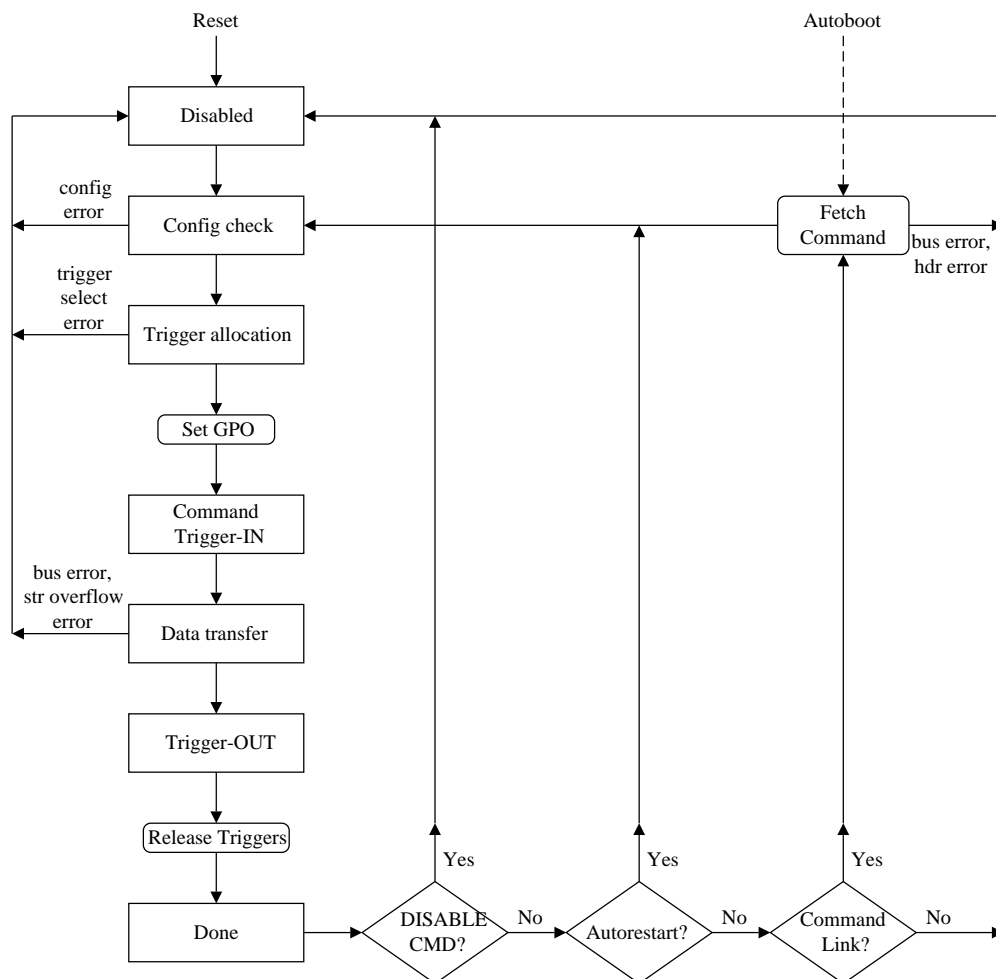 Reset
Autoboot
Disabled
config
error
Config check
Fetch
Command
bus error,
hdr error
trigger
select
error
Trigger allocation
Set GPO
Command
Trigger-IN
bus error,
str overflow
error
Data transfer
Trigger-OUT
Release Triggers
Yes
Yes
Yes
Done
DISABLE
CMD?
No
Autorestart?
No
Command
Link?
No